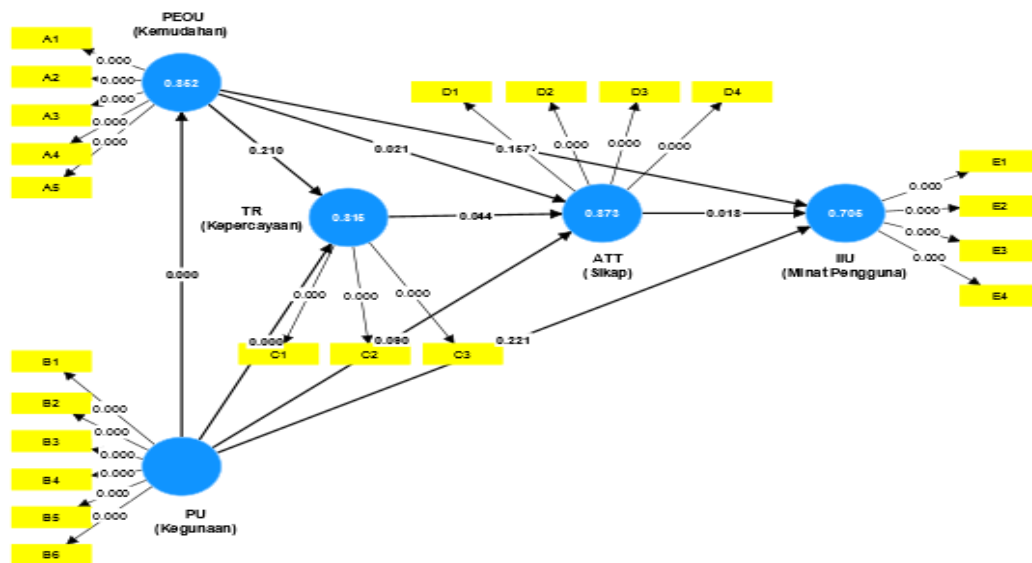 PEOU
(Kemudahan)
A1
A2
A3
A4
A5
0.000
0.000
0.000
0.000
0.000
0.852
D1
D2
D3
D4
0.000
0.000
0.000
0.000
0.210
0.021
TR
(Kepercayaan)
0.815
0.044
0.873
ATT
(Sikap)
0.018
0.705
IIU
(Minat Pengguna)
E1
E2
E3
E4
0.000
0.000
0.000
0.000
0.000
0.000
0.000
0.000
0.000
0.090
0.221
C1
C2
C3
B1
B2
B3
B4
B5
B6
0.000
0.000
0.000
0.000
0.000
0.000
PU
(Kegunaan)